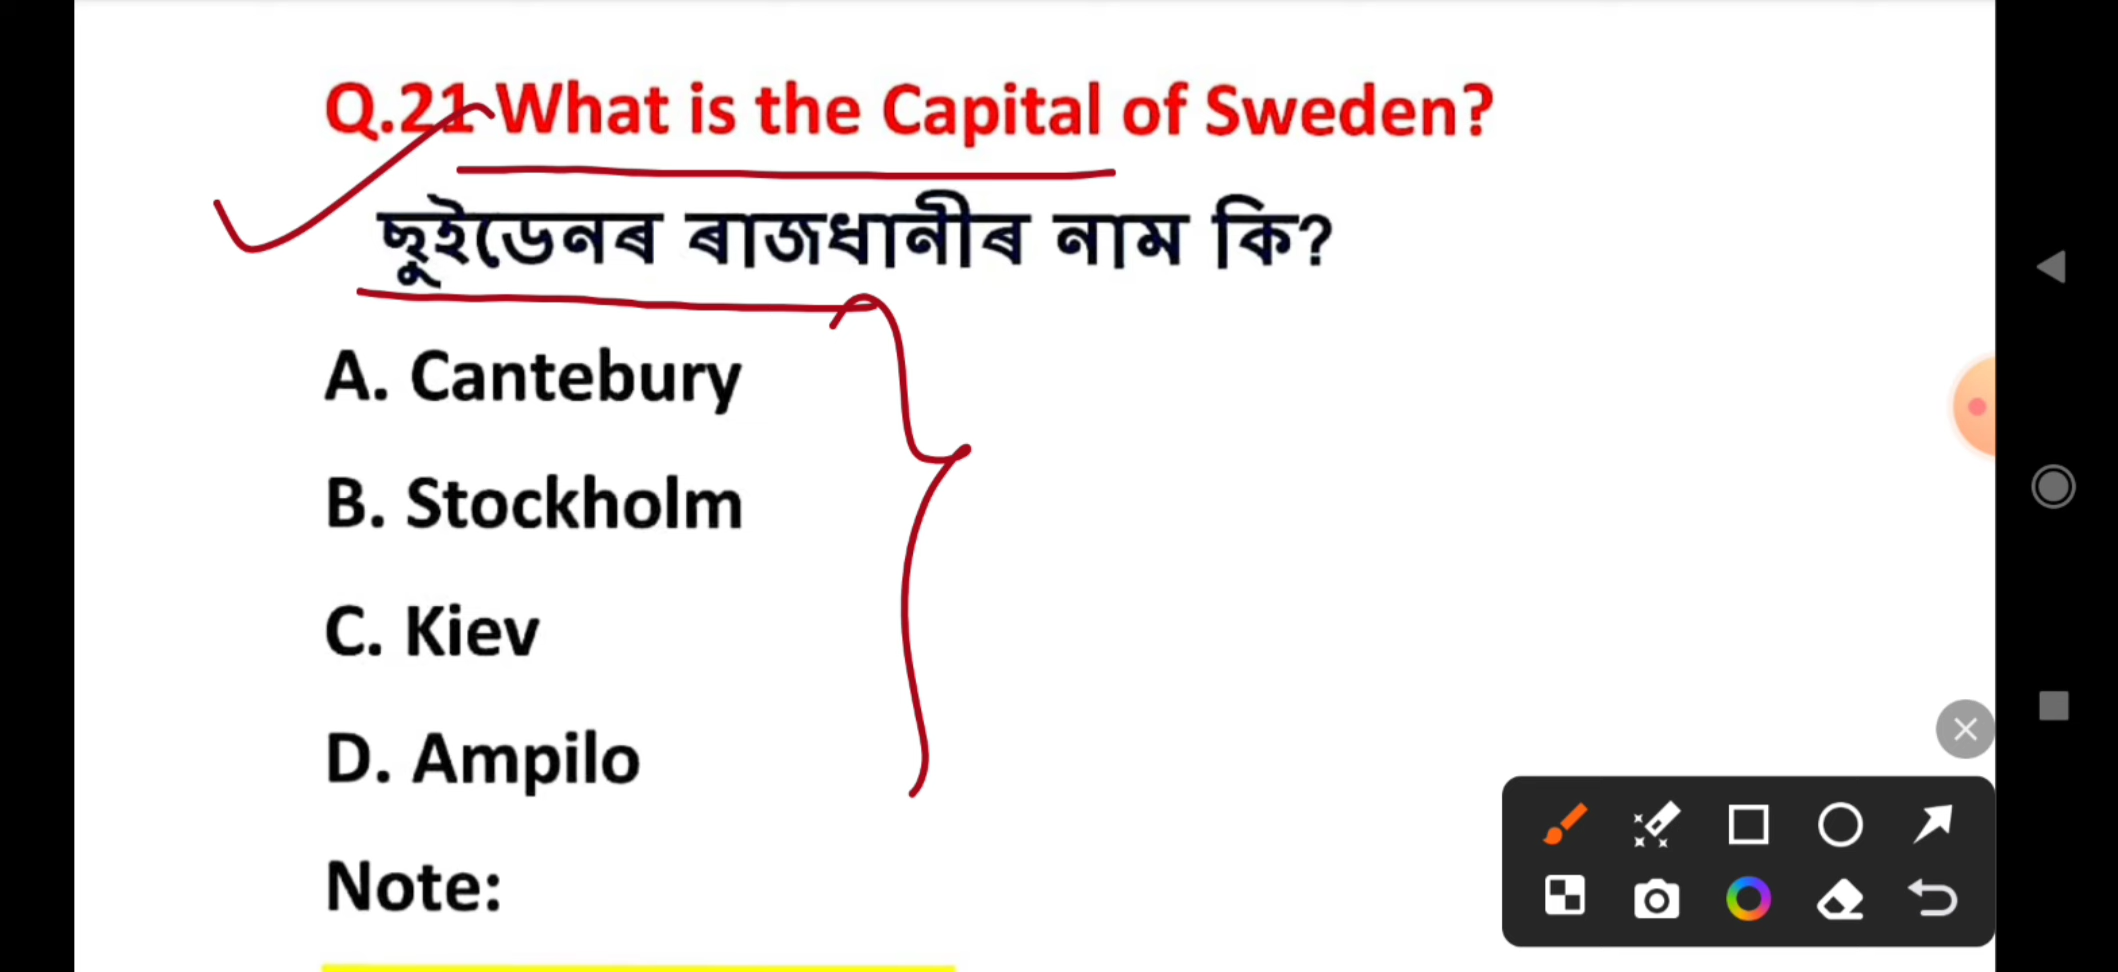 Q.21 What is the Capital of Sweden?
ছুইডেনৰ ৰাজধানীৰ নাম কি?
A. Cantebury
B. Stockholm
C. Kiev
D. Ampilo
Note: